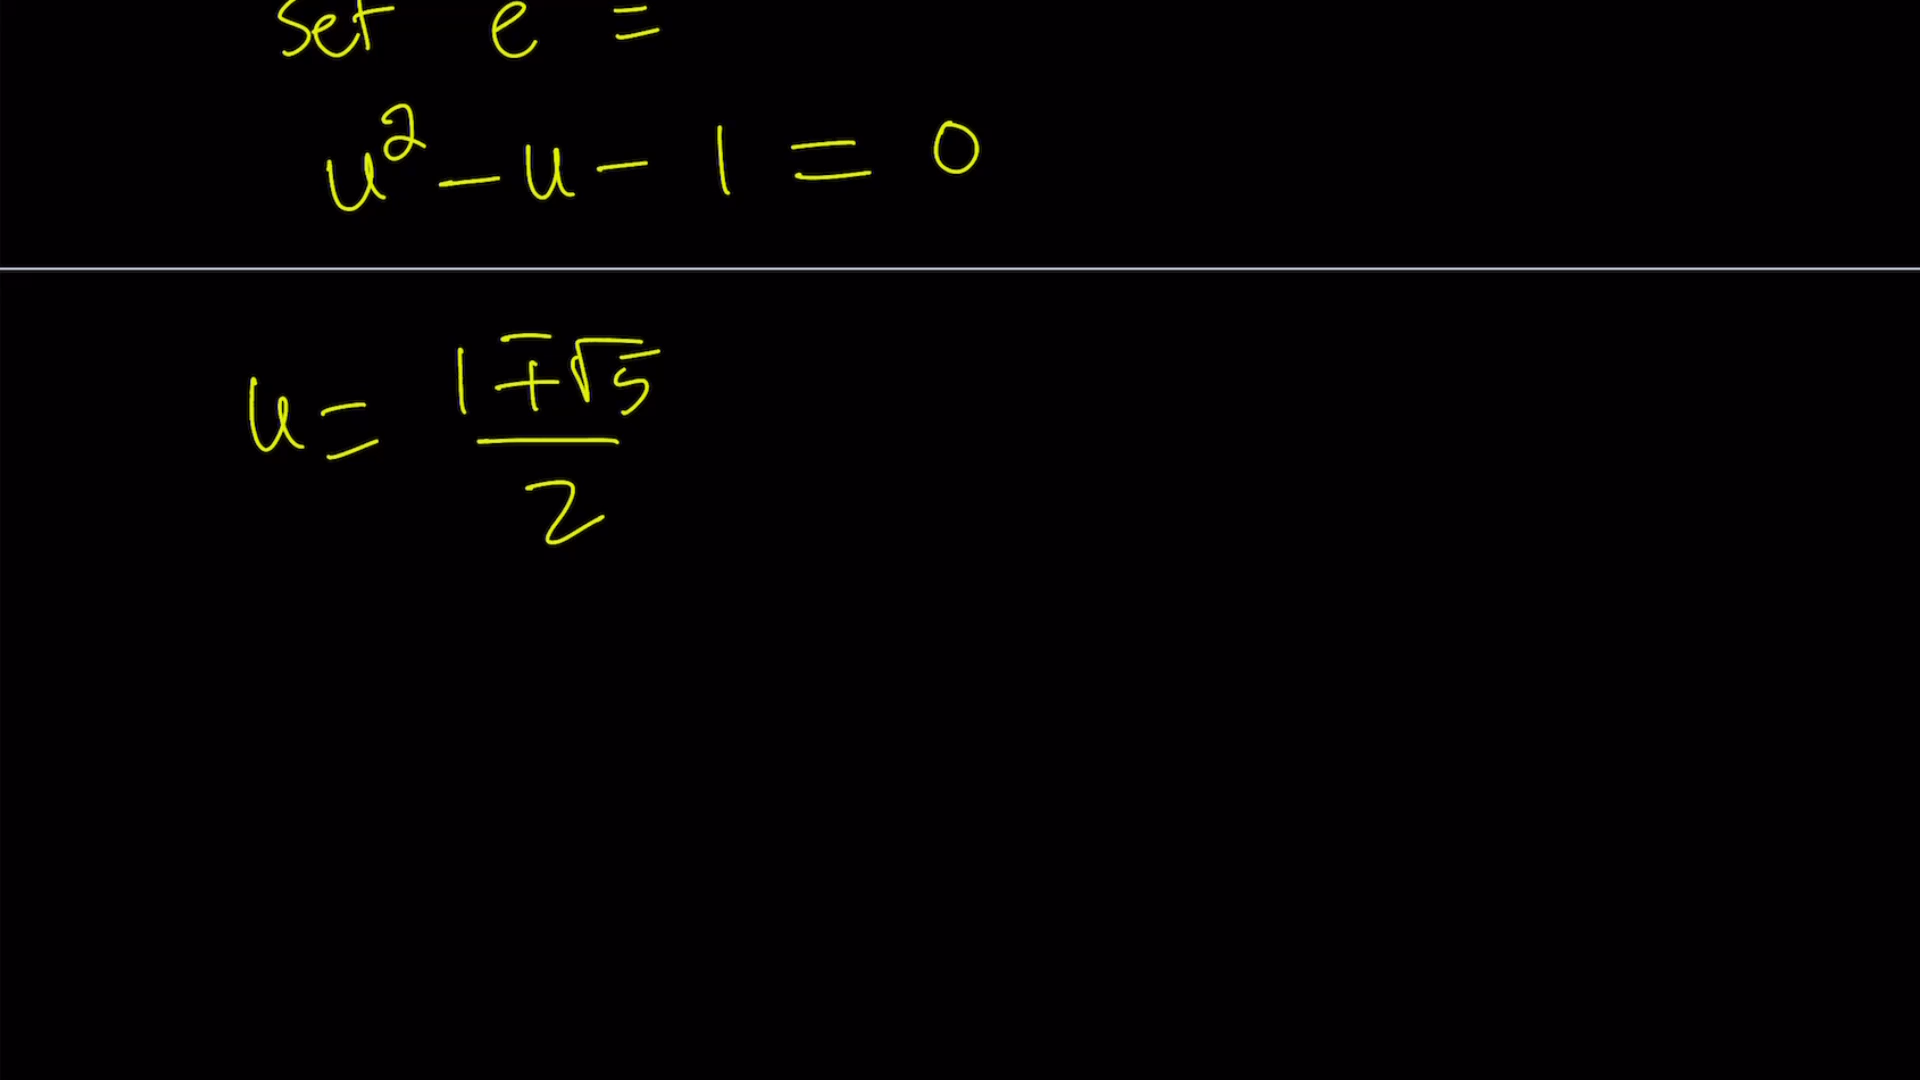 Set e =
u² - u - 1 = 0
u = (1 ∓ √5) / 2